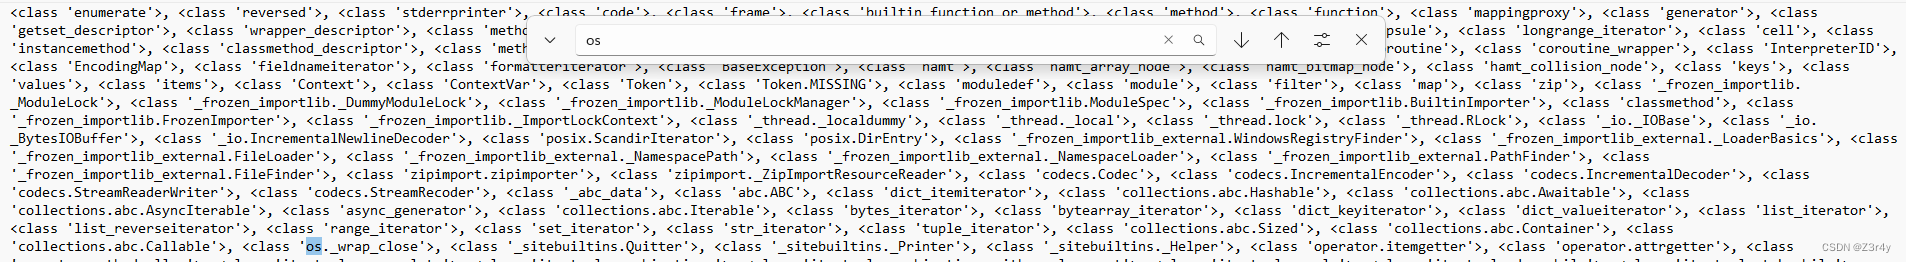 <class 'enumerate'>, <class 'reversed'>, <class 'stderrprinter'>, <class 'code'>, <class 'frame'>, <class 'builtin_function_or_method'>, <class 'method'>, <class 'function'>, <class 'mappingproxy'>, <class 'generator'>, <class
'getset_descriptor'>, <class 'wrapper_descriptor'>, <class 'metho psule'>, <class 'longrange_iterator'>, <class 'cell'>, <class
os
'instancemethod'>, <class 'classmethod_descriptor'>, <class 'meth routine'>, <class 'coroutine_wrapper'>, <class 'InterpreterID'>,
<class 'EncodingMap'>, <class 'fieldnameiterator'>, <class 'formatteriterator'>, <class 'BaseException'>, <class 'hamt'>, <class 'hamt_array_node'>, <class 'hamt_bitmap_node'>, <class 'hamt_collision_node'>, <class 'keys'>, <class
'values'>, <class 'items'>, <class 'Context'>, <class 'ContextVar'>, <class 'Token'>, <class 'Token.MISSING'>, <class 'moduledef'>, <class 'module'>, <class 'filter'>, <class 'map'>, <class 'zip'>, <class '_frozen_importlib.
_ModuleLock'>, <class '_frozen_importlib._DummyModuleLock'>, <class '_frozen_importlib._ModuleLockManager'>, <class '_frozen_importlib.ModuleSpec'>, <class '_frozen_importlib.BuiltinImporter'>, <class 'classmethod'>, <class
'_frozen_importlib.FrozenImporter'>, <class '_frozen_importlib._ImportLockContext'>, <class '_thread._localdummy'>, <class '_thread._local'>, <class '_thread.lock'>, <class '_thread.RLock'>, <class '_io._IOBase'>, <class '_io.
_BytesIOBuffer'>, <class '_io.IncrementalNewlineDecoder'>, <class 'posix.ScandirIterator'>, <class 'posix.DirEntry'>, <class '_frozen_importlib_external.WindowsRegistryFinder'>, <class '_frozen_importlib_external._LoaderBasics'>, <class
'_frozen_importlib_external.FileLoader'>, <class '_frozen_importlib_external._NamespacePath'>, <class '_frozen_importlib_external._NamespaceLoader'>, <class '_frozen_importlib_external.PathFinder'>, <class
'_frozen_importlib_external.FileFinder'>, <class 'zipimport.zipimporter'>, <class 'zipimport._ZipImportResourceReader'>, <class 'codecs.Codec'>, <class 'codecs.IncrementalEncoder'>, <class 'codecs.IncrementalDecoder'>, <class
'codecs.StreamReaderWriter'>, <class 'codecs.StreamRecoder'>, <class '_abc_data'>, <class 'abc.ABC'>, <class 'dict_itemiterator'>, <class 'collections.abc.Hashable'>, <class 'collections.abc.Awaitable'>, <class
'collections.abc.AsyncIterable'>, <class 'async_generator'>, <class 'collections.abc.Iterable'>, <class 'bytes_iterator'>, <class 'bytearray_iterator'>, <class 'dict_keyiterator'>, <class 'dict_valueiterator'>, <class 'list_iterator'>,
<class 'list_reverseiterator'>, <class 'range_iterator'>, <class 'set_iterator'>, <class 'str_iterator'>, <class 'tuple_iterator'>, <class 'collections.abc.Sized'>, <class 'collections.abc.Container'>, <class
'collections.abc.Callable'>, <class 'os._wrap_close'>, <class '_sitebuiltins.Quitter'>, <class '_sitebuiltins._Printer'>, <class '_sitebuiltins._Helper'>, <class 'operator.itemgetter'>, <class 'operator.attrgetter'>, <class
CSDN @Z3r4y